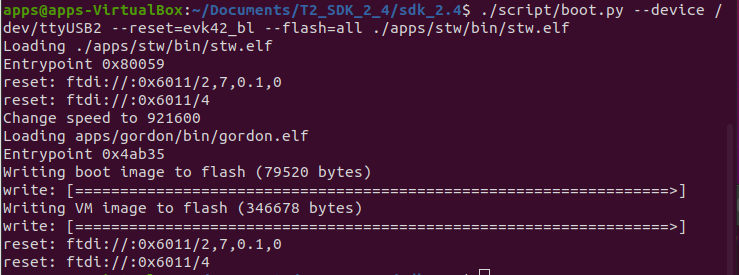 apps@apps-VirtualBox:~/Documents/T2_SDK_2_4/sdk_2.4$ ./script/boot.py --device /
dev/ttyUSB2 --reset=evk42_bl --flash=all ./apps/stw/bin/stw.elf
Loading ./apps/stw/bin/stw.elf
Entrypoint 0x80059
reset: ftdi://:0x6011/2,7,0.1,0
reset: ftdi://:0x6011/4
Change speed to 921600
Loading apps/gordon/bin/gordon.elf
Entrypoint 0x4ab35
Writing boot image to flash (79520 bytes)
write: [================================================================>]
Writing VM image to flash (346678 bytes)
write: [================================================================>]
reset: ftdi://:0x6011/2,7,0.1,0
reset: ftdi://:0x6011/4